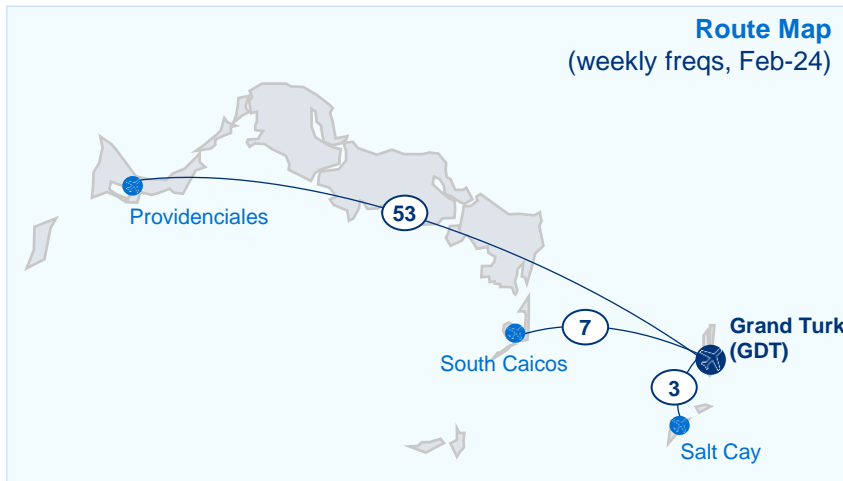 Route Map
(weekly freqs, Feb-24)
Providenciales
53
7
South Caicos
Grand Turk
(GDT)
3
Salt Cay